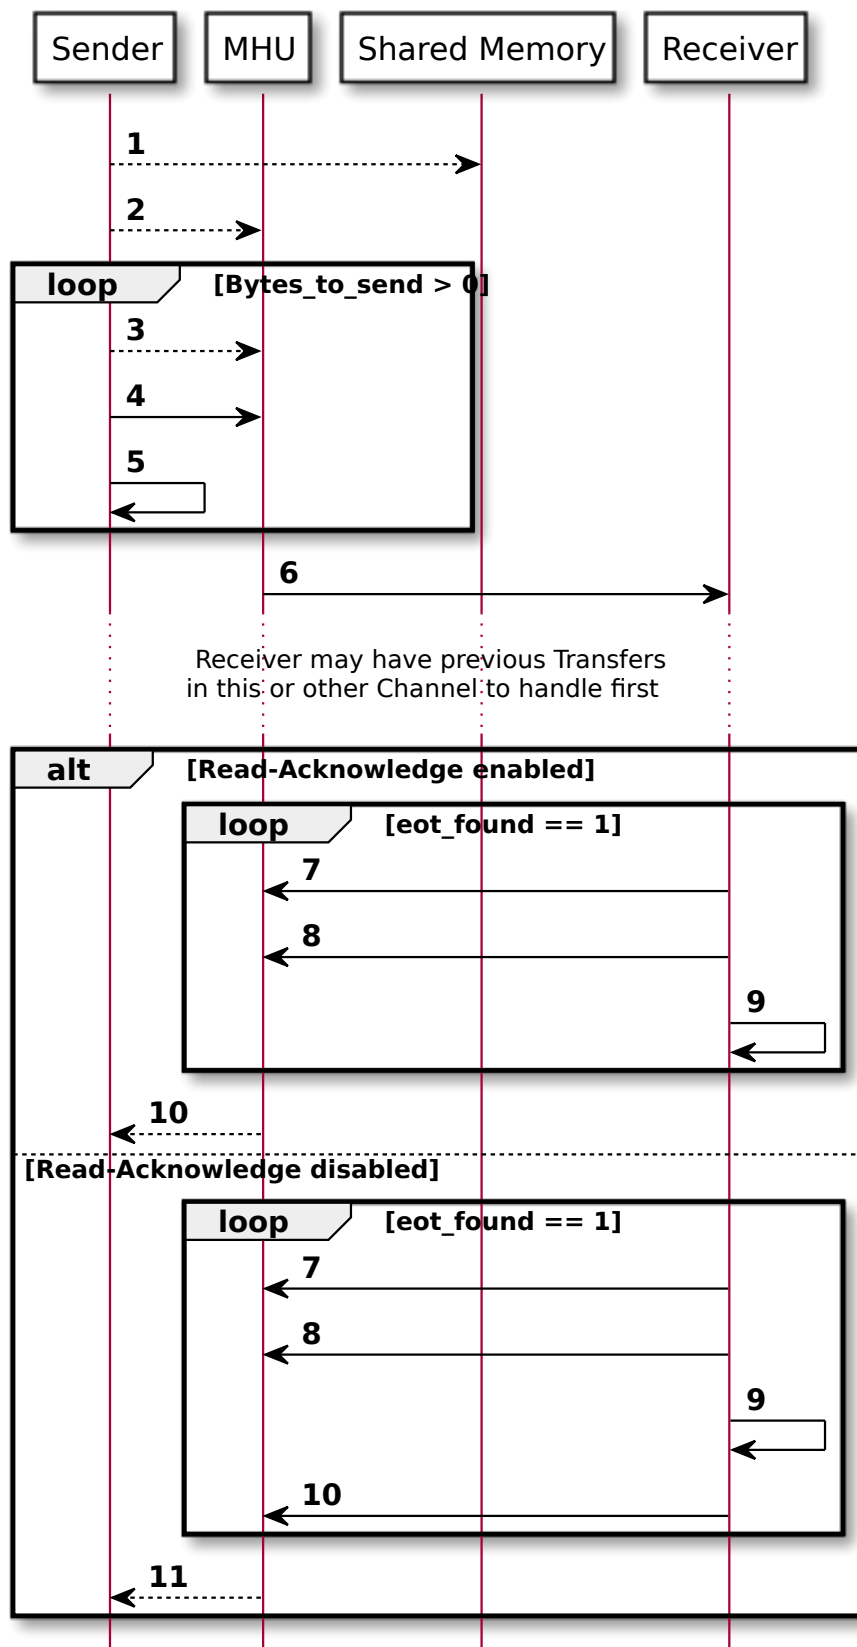 Sender MHU Shared Memory Receiver
1
2
loop [Bytes_to_send > 0]
3
4
5
6
Receiver may have previous Transfers
in this or other Channel to handle first
alt [Read-Acknowledge enabled]
loop [eot_found == 1]
7
8
9
10
[Read-Acknowledge disabled]
loop [eot_found == 1]
7
8
9
10
11